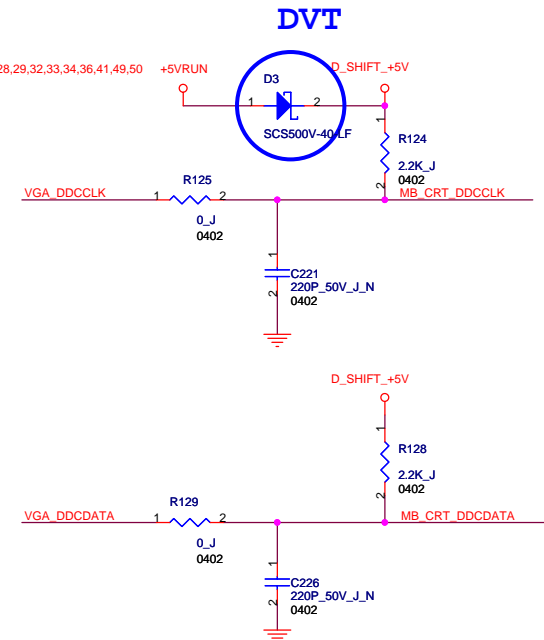 DVT
28,29,32,33,34,36,41,49,50 +5VRUN
D_SHIFT_+5V
D3
1 2
SCS500V-40-LF
1
R124
2.2K_J
0402
2
VGA_DDCCLK
R125
1 2
0_J
0402
MB_CRT_DDCCLK
1
C221
220P_50V_J_N
0402
2
D_SHIFT_+5V
1
R128
2.2K_J
0402
2
VGA_DDCDATA
R129
1 2
0_J
0402
MB_CRT_DDCDATA
1
C226
220P_50V_J_N
0402
2